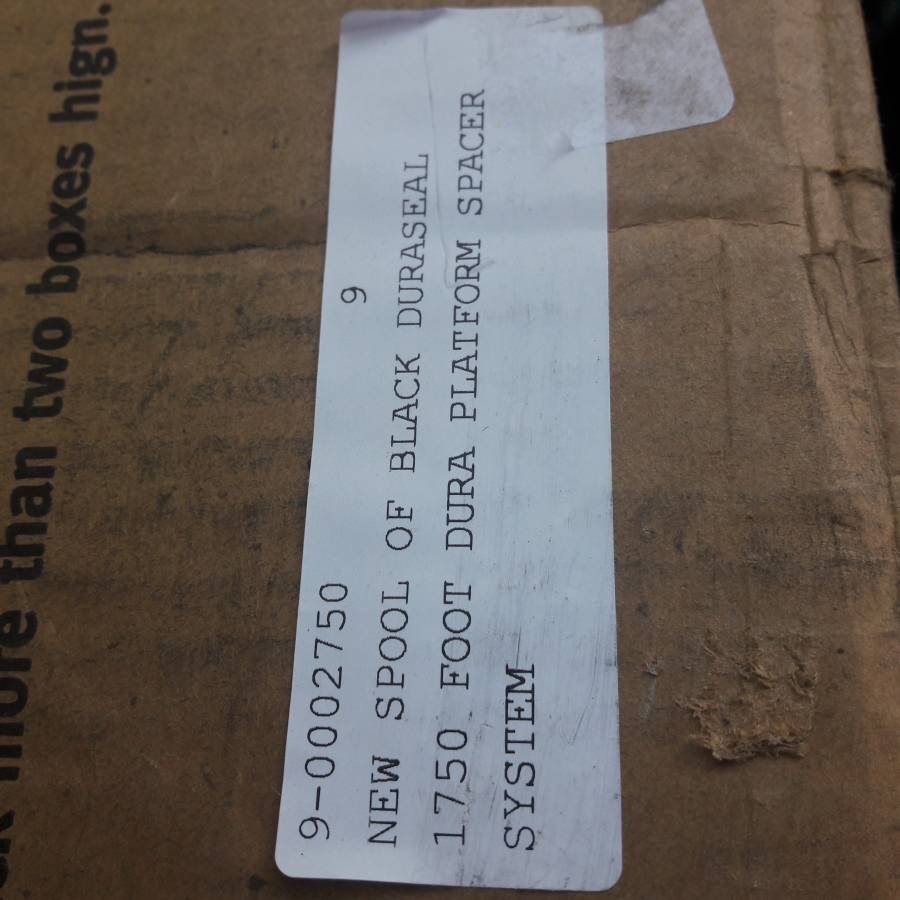 more than two boxes hign.
9-0002750 9
NEW SPOOL OF BLACK DURASEAL
1750 FOOT DURA PLATFORM SPACER
SYSTEM